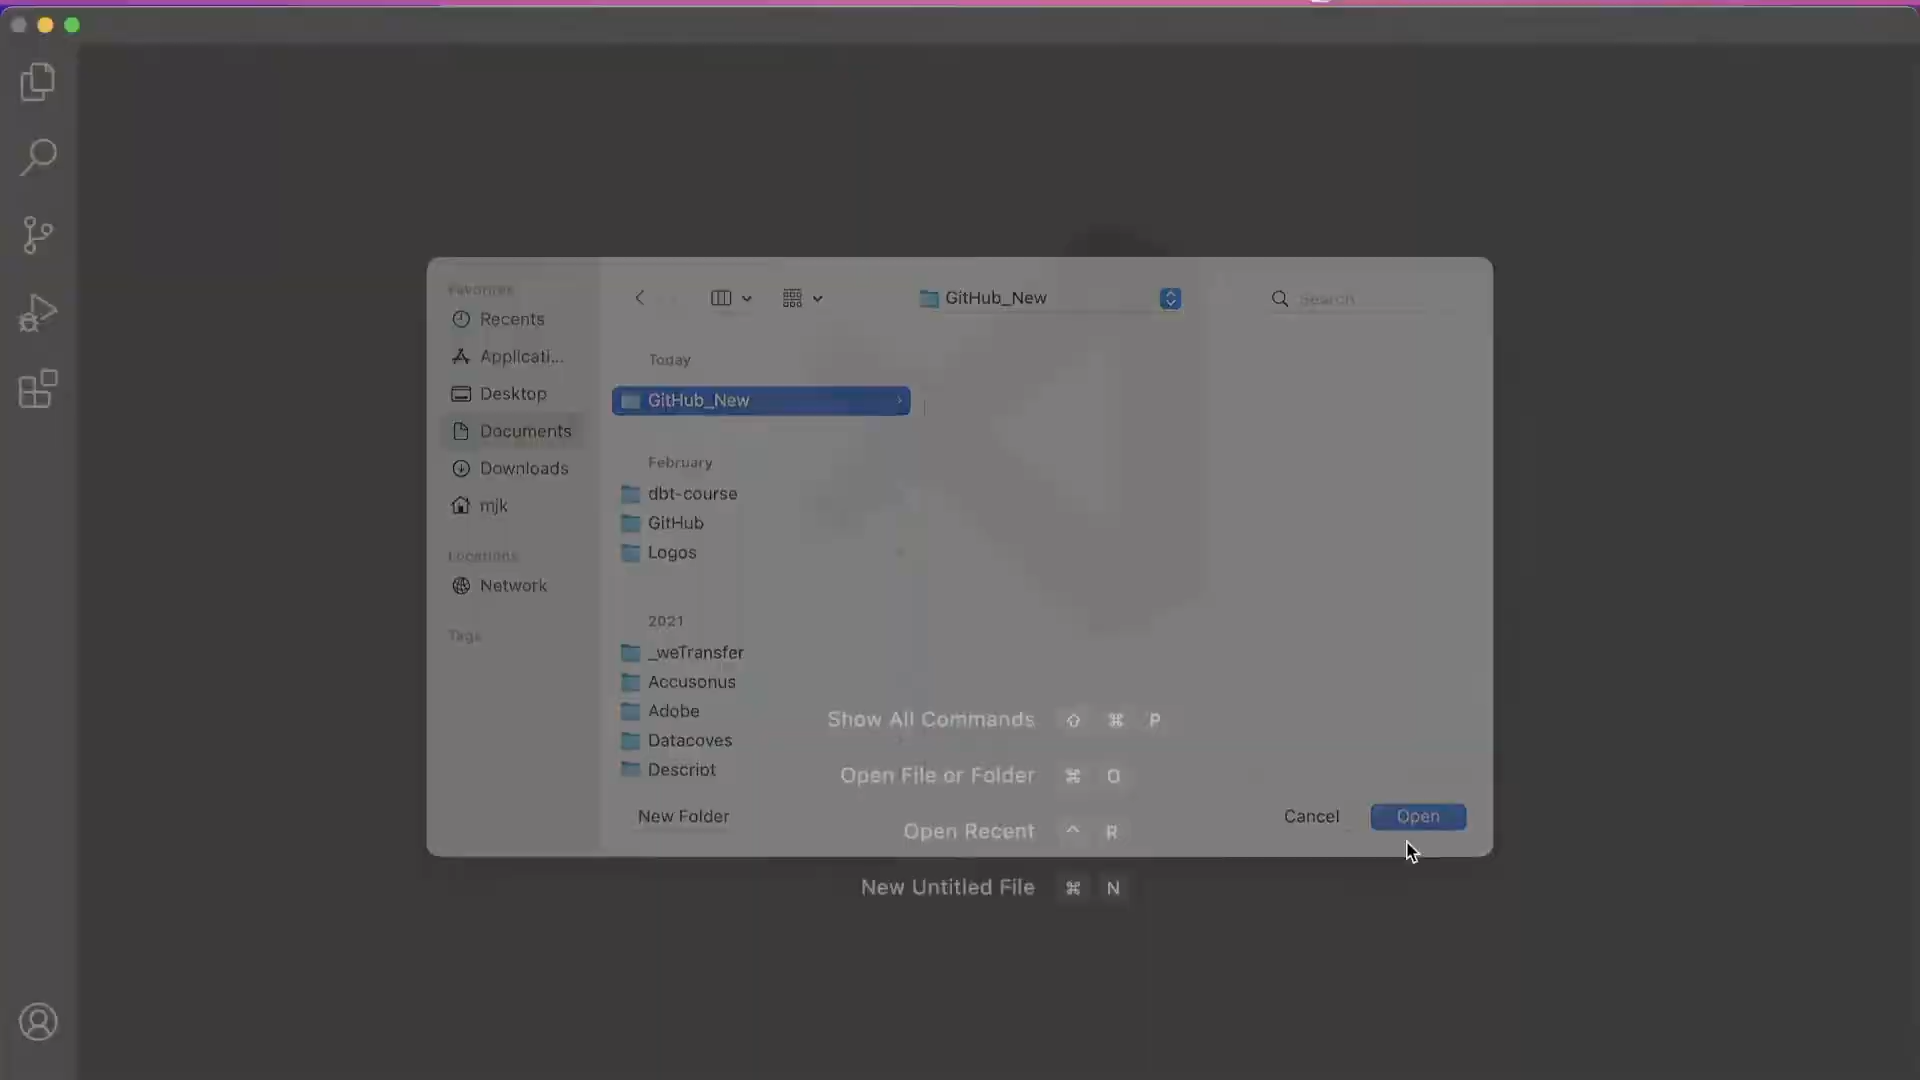 GitHub_New
Search
Favorites
Recents
Applicati...
Desktop
Documents
Downloads
mjk
Locations
Network
Tags
Today
GitHub_New
February
dbt-course
GitHub
Logos
2021
_weTransfer
Accusonus
Adobe
Datacoves
Descript
New Folder
Cancel
Open
Show All Commands ⇧ ⌘ P
Open File or Folder ⌘ O
Open Recent ^ R
New Untitled File ⌘ N